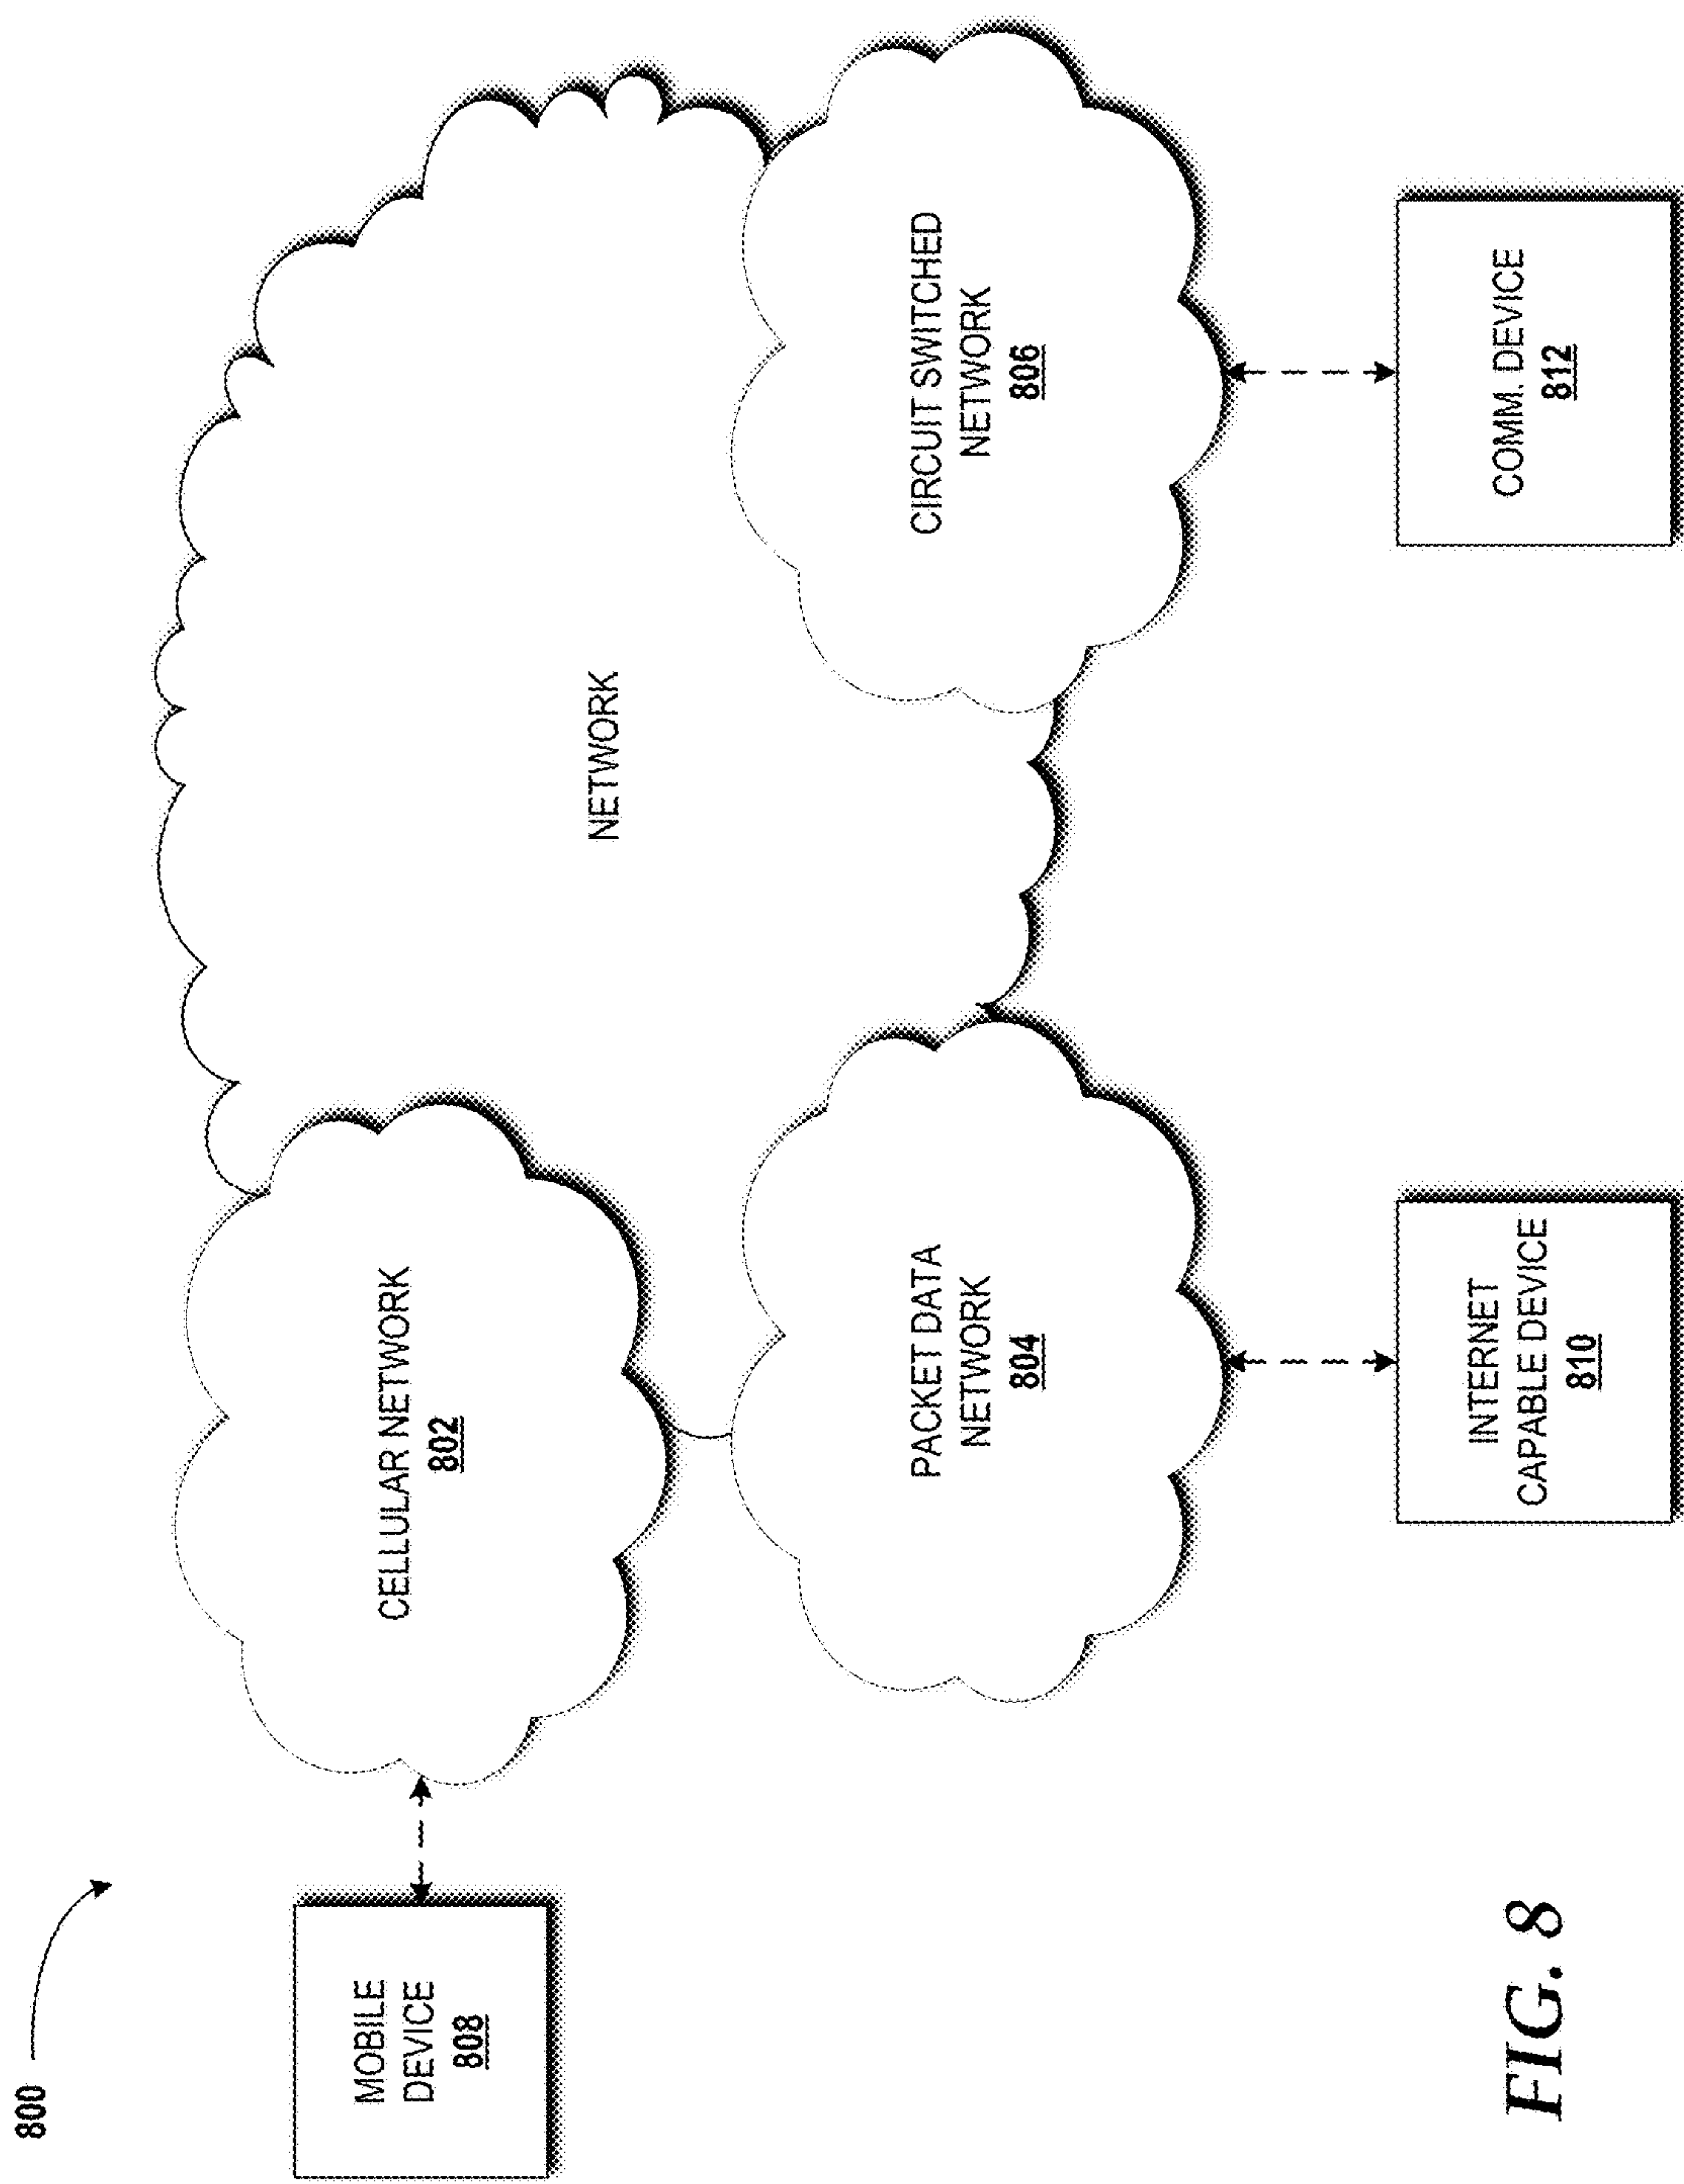 800
MOBILE
DEVICE
808
CELLULAR NETWORK
802
NETWORK
PACKET DATA
NETWORK
804
CIRCUIT SWITCHED
NETWORK
806
INTERNET
CAPABLE DEVICE
810
COMM. DEVICE
812
FIG. 8